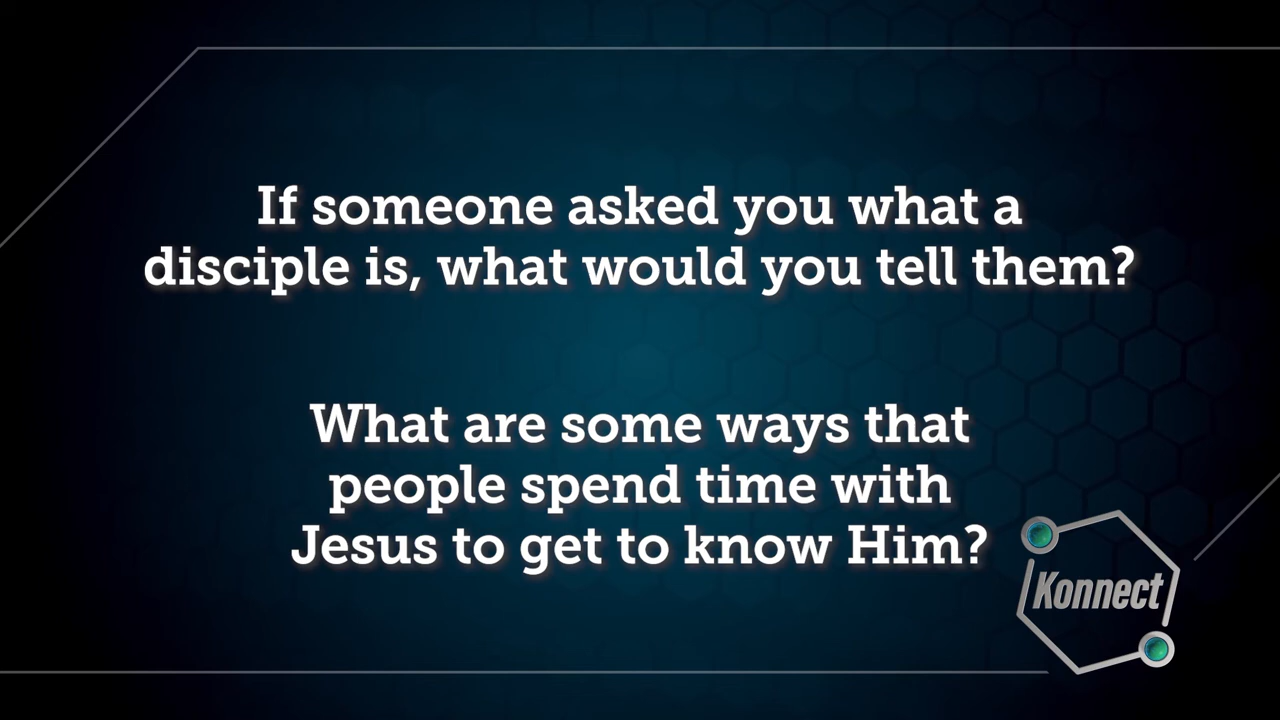 If someone asked you what a
disciple is, what would you tell them?
What are some ways that
people spend time with
Jesus to get to know Him?
Konnect